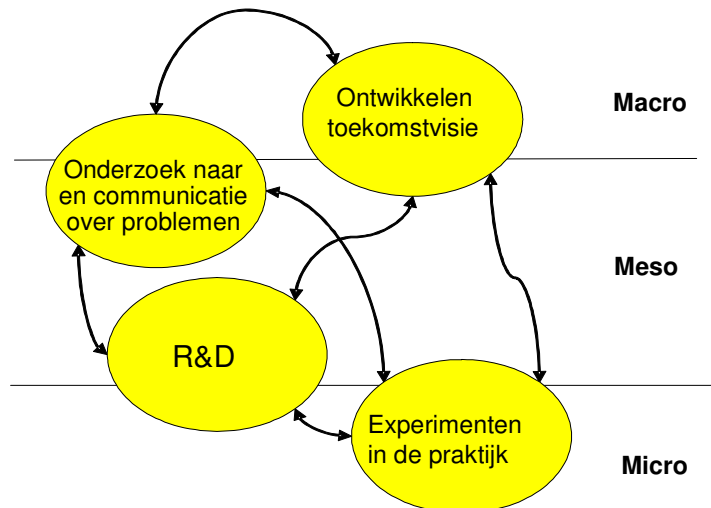 Ontwikkelen
toekomstvisie
Macro
Onderzoek naar
en communicatie
over problemen
Meso
R&D
Experimenten
in de praktijk
Micro